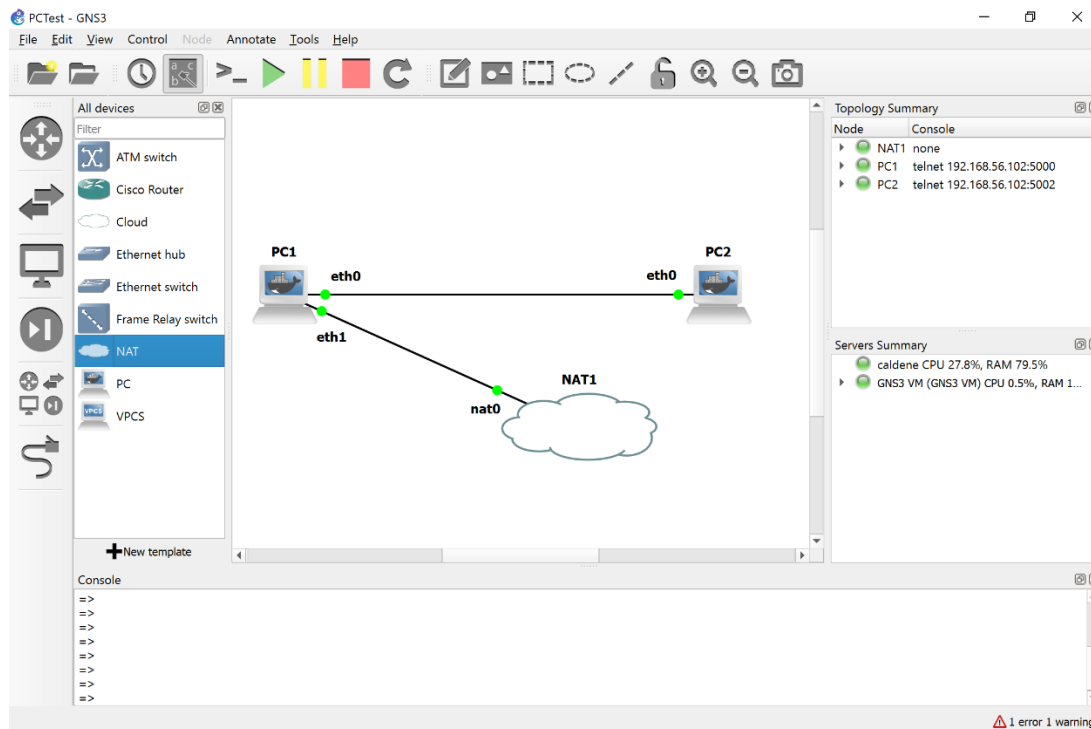 PCTest - GNS3
File Edit View Control Node Annotate Tools Help
All devices
Filter
ATM switch
Cisco Router
Cloud
Ethernet hub
Ethernet switch
Frame Relay switch
NAT
PC
VPCS
New template
PC1
eth0
eth1
eth0
PC2
NAT1
nat0
Topology Summary
Node Console
NAT1 none
PC1 telnet 192.168.56.102:5000
PC2 telnet 192.168.56.102:5002
Servers Summary
caldene CPU 27.8%, RAM 79.5%
GNS3 VM (GNS3 VM) CPU 0.5%, RAM 1...
Console
=>
=>
=>
=>
=>
=>
=>
=>
1 error 1 warning